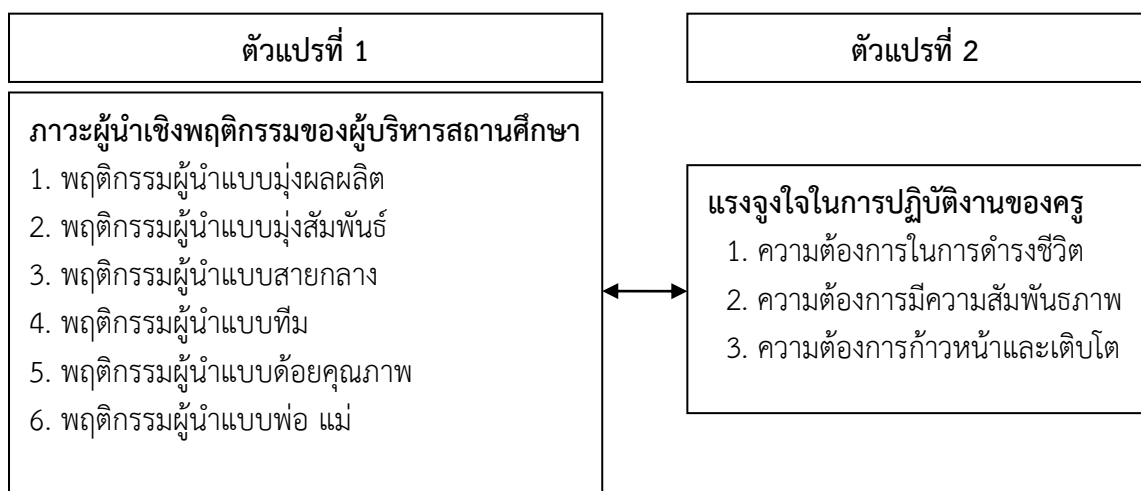 ตัวแปรที่ 1
ตัวแปรที่ 2
ภาวะผู้นำเชิงพฤติกรรมของผู้บริหารสถานศึกษา
1. พฤติกรรมผู้นำแบบมุ่งผลผลิต
2. พฤติกรรมผู้นำแบบมุ่งสัมพันธ์
3. พฤติกรรมผู้นำแบบสายกลาง
4. พฤติกรรมผู้นำแบบทีม
5. พฤติกรรมผู้นำแบบด้อยคุณภาพ
6. พฤติกรรมผู้นำแบบพ่อ แม่
แรงจูงใจในการปฏิบัติงานของครู
1. ความต้องการในการดำรงชีวิต
2. ความต้องการมีความสัมพันธภาพ
3. ความต้องการก้าวหน้าและเติบโต